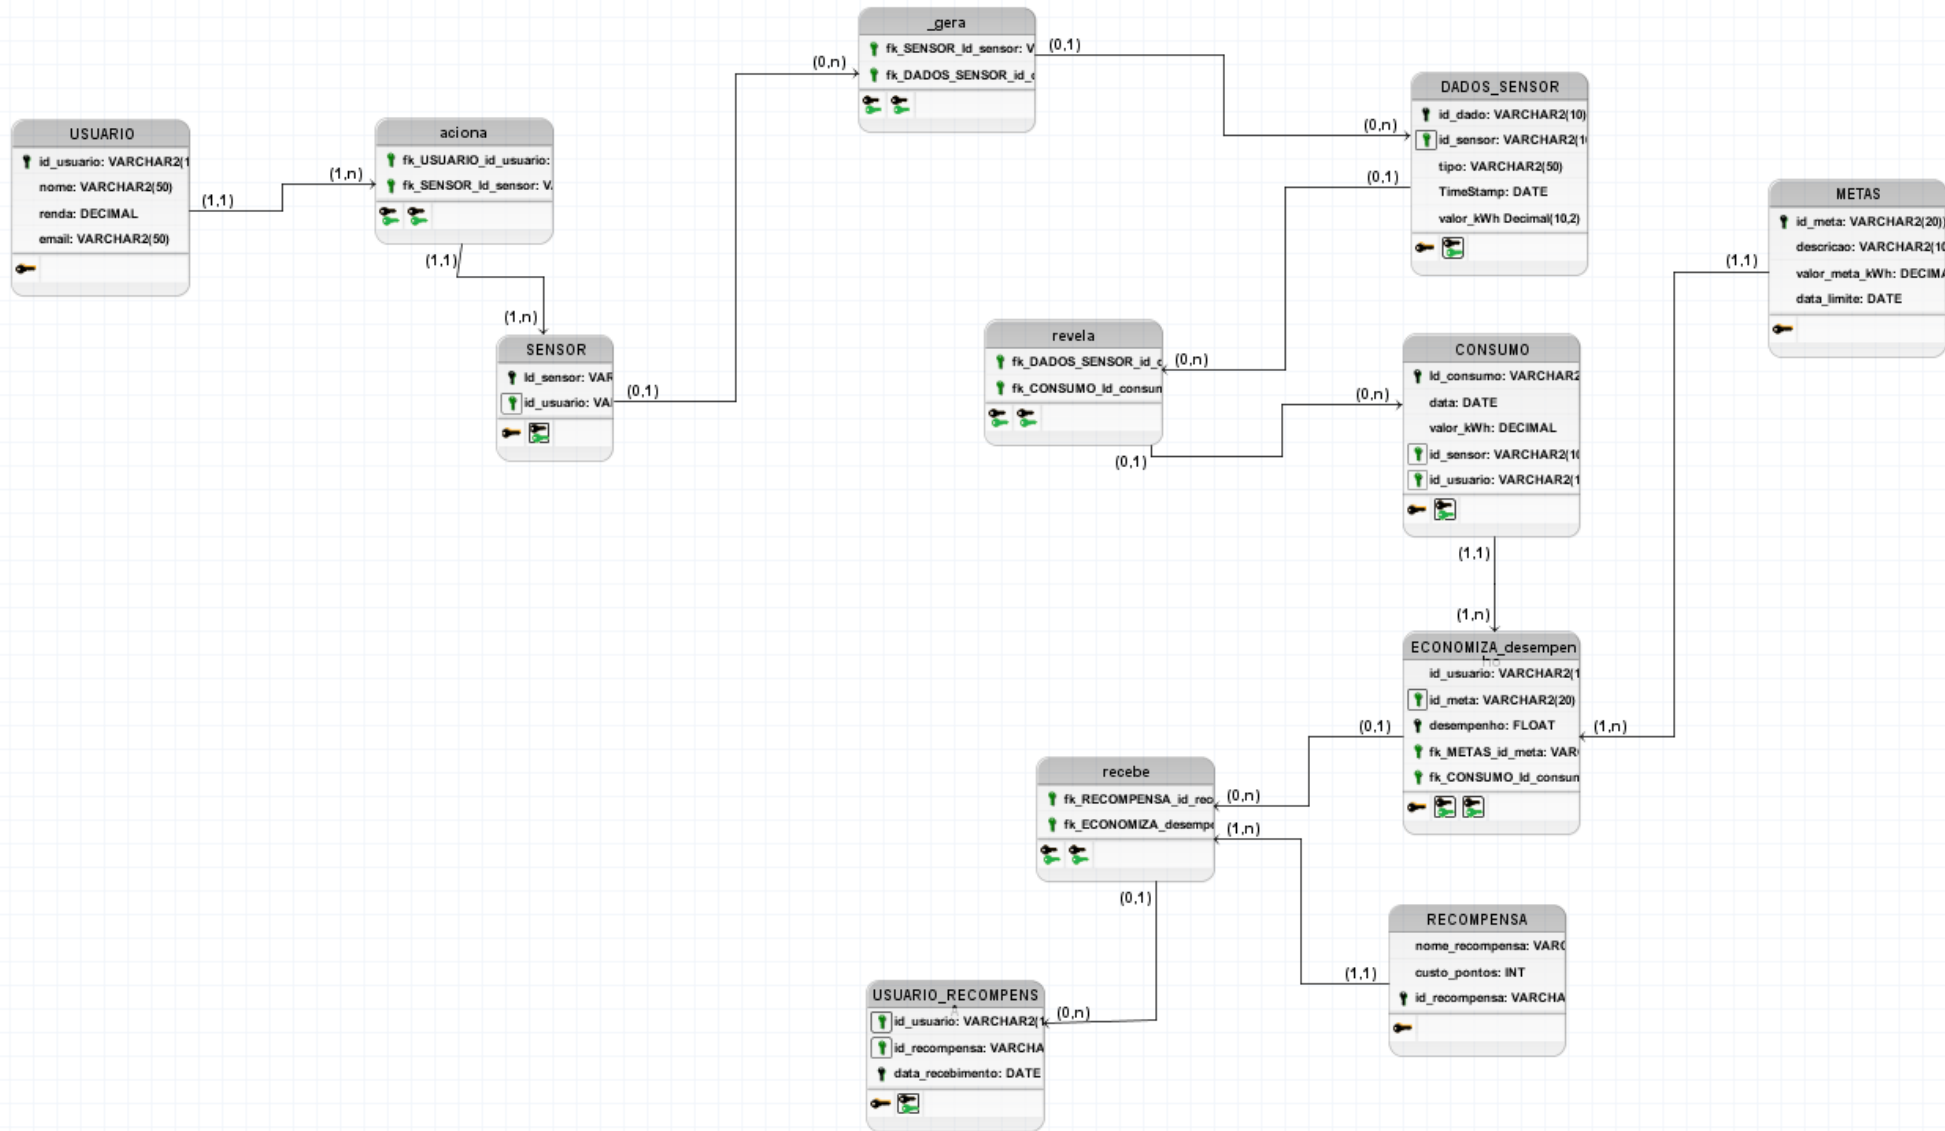 _gera
fk_SENSOR_Id_sensor: V
fk_DADOS_SENSOR_id_
(0,1)
(0,n)
DADOS_SENSOR
id_dado: VARCHAR2(10)
id_sensor: VARCHAR2(1
tipo: VARCHAR2(50)
TimeStamp: DATE
valor_kWh Decimal(10,2)
(0,n)
(0,1)
USUARIO
id_usuario: VARCHAR2(1
nome: VARCHAR2(50)
renda: DECIMAL
email: VARCHAR2(50)
(1,1)
(1,n)
aciona
fk_USUARIO_id_usuario:
fk_SENSOR_Id_sensor: V
(1,1)
(1,n)
METAS
id_meta: VARCHAR2(20))
descricao: VARCHAR2(10
valor_meta_kWh: DECIMA
data_limite: DATE
(1,1)
SENSOR
Id_sensor: VAR
id_usuario: VA
(0,1)
revela
fk_DADOS_SENSOR_id_
fk_CONSUMO_Id_consun
(0,n)
(0,1)
(0,n)
CONSUMO
Id_consumo: VARCHAR2
data: DATE
valor_kWh: DECIMAL
id_sensor: VARCHAR2(10
id_usuario: VARCHAR2(1
(1,1)
(1,n)
ECONOMIZA_desempen
ho
id_usuario: VARCHAR2(1
id_meta: VARCHAR2(20)
desempenho: FLOAT
fk_METAS_id_meta: VAR
fk_CONSUMO_Id_consun
(0,1)
(1,n)
recebe
fk_RECOMPENSA_id_rec
fk_ECONOMIZA_desemp
(0,n)
(1,n)
(0,1)
RECOMPENSA
nome_recompensa: VARC
custo_pontos: INT
id_recompensa: VARCHA
(1,1)
USUARIO_RECOMPENS
A
id_usuario: VARCHAR2(1
id_recompensa: VARCHA
data_recebimento: DATE
(0,n)